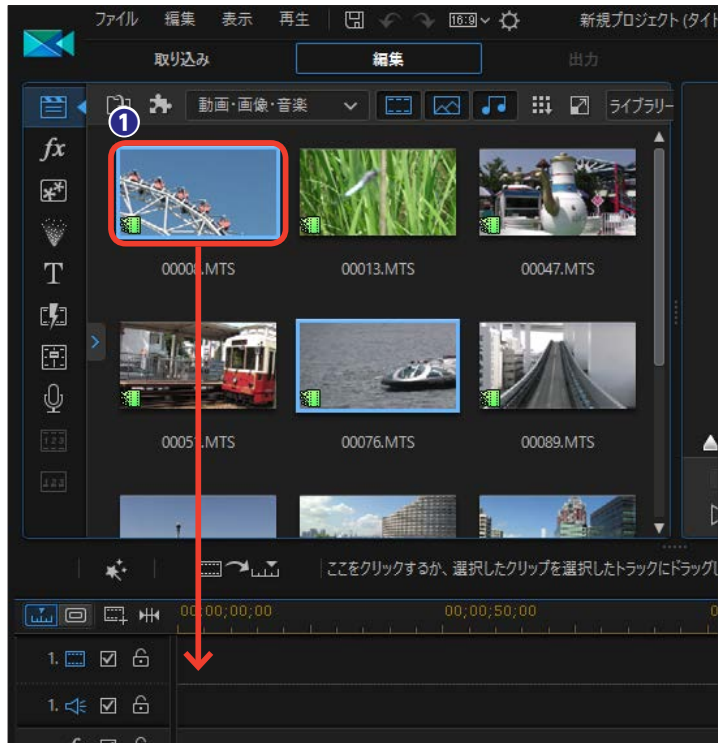 ファイル 編集 表示 再生 16:9 新規プロジェクト (タイト
取り込み 編集 出力
動画・画像・音楽 ライブラリー
1
fx
T
00008.MTS 00013.MTS 00047.MTS
0005 .MTS 00076.MTS 00089.MTS
ここをクリックするか、選択したクリップを選択したトラックにドラッグし
00;00;00;00 00;00;50;00 0
1.
1.